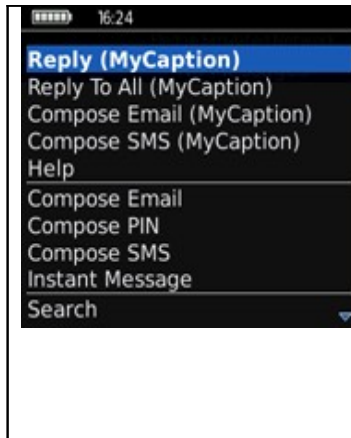 16:24
Reply (MyCaption)
Reply To All (MyCaption)
Compose Email (MyCaption)
Compose SMS (MyCaption)
Help
Compose Email
Compose PIN
Compose SMS
Instant Message
Search